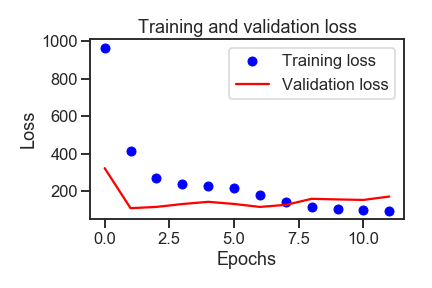 Training and validation loss
1000
800
600
400
200
Loss
Training loss
Validation loss
0.0 2.5 5.0 7.5 10.0
Epochs